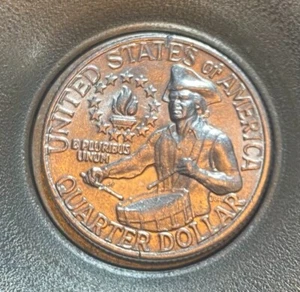 UNITED STATES OF AMERICA
E PLURIBUS
UNUM
QUARTER DOLLAR